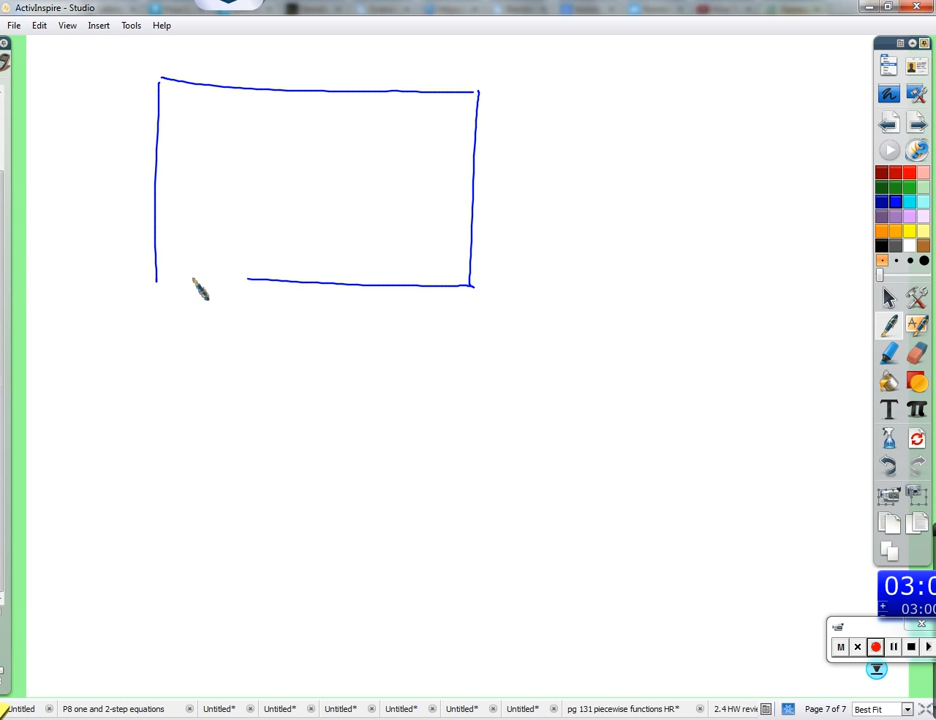 ActivInspire - Studio
File Edit View Insert Tools Help
A
T π
03:0
03:00
M
ntitled P8 one and 2-step equations Untitled* Untitled* Untitled* Untitled* Untitled* Untitled* pg 131 piecewise functions HR* 2.4 HW revie Page 7 of 7 Best Fit